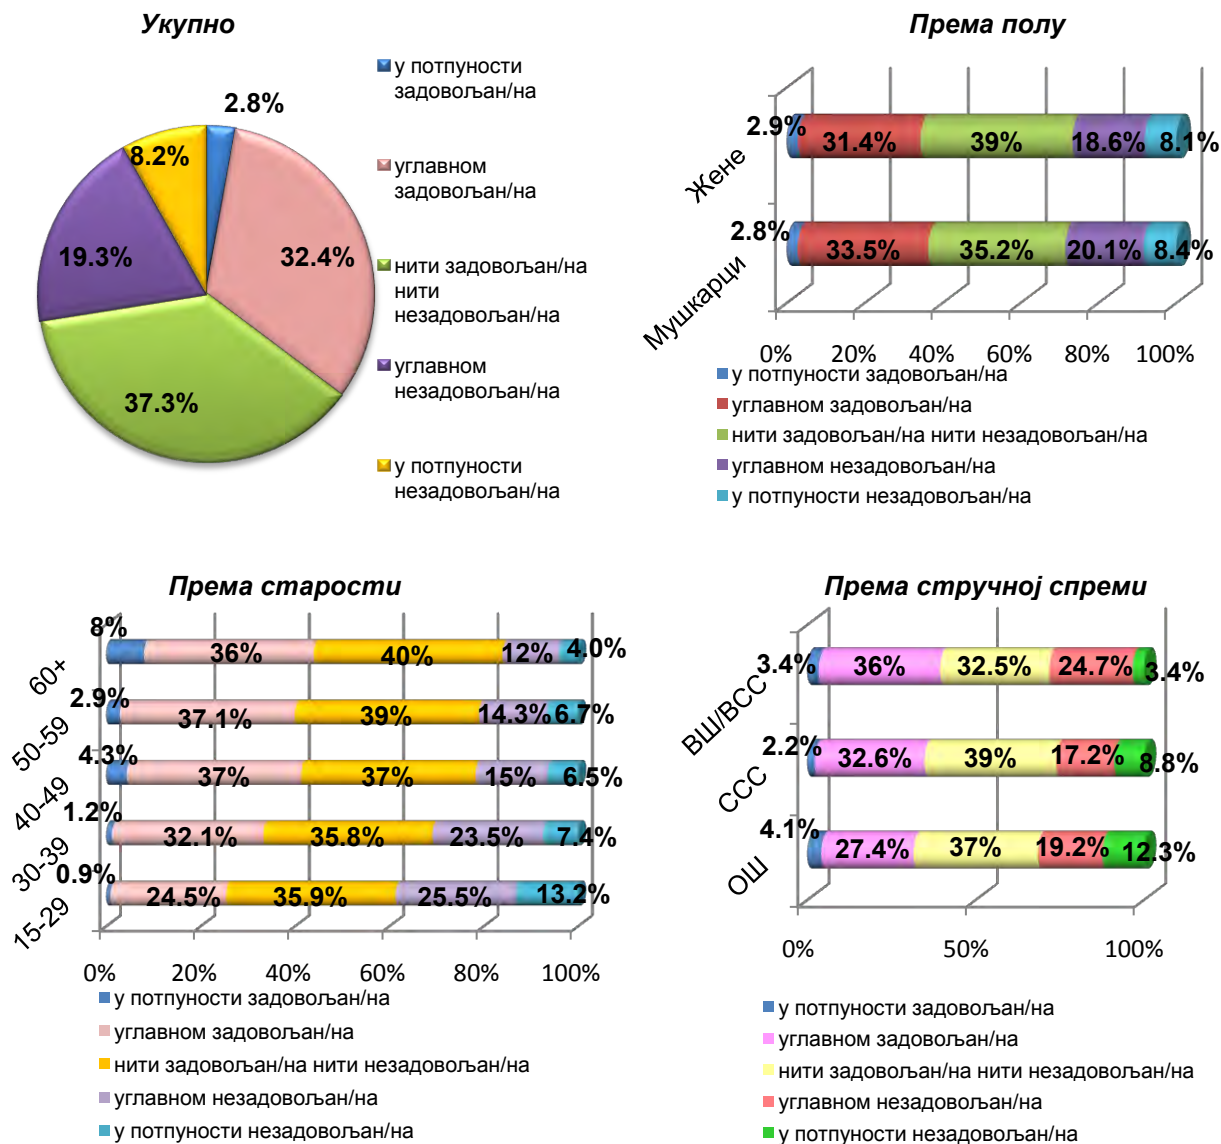 Укупно
2.8%
8.2%
19.3%
32.4%
37.3%
у потпуности
задовољан/на
углавном
задовољан/на
нити задовољан/на
нити
незадовољан/на
углавном
незадовољан/на
у потпуности
незадовољан/на
Према полу
Жене
2.9%
31.4%
39%
18.6%
8.1%
Мушкарци
2.8%
33.5%
35.2%
20.1%
8.4%
0%
20%
40%
60%
80%
100%
у потпуности задовољан/на
углавном задовољан/на
нити задовољан/на нити незадовољан/на
углавном незадовољан/на
у потпуности незадовољан/на
Према старости
60+
8%
36%
40%
12%
4.0%
50-59
2.9%
37.1%
39%
14.3%
6.7%
40-49
4.3%
37%
37%
15%
6.5%
30-39
1.2%
32.1%
35.8%
23.5%
7.4%
15-29
0.9%
24.5%
35.9%
25.5%
13.2%
0%
20%
40%
60%
80%
100%
у потпуности задовољан/на
углавном задовољан/на
нити задовољан/на нити незадовољан/на
углавном незадовољан/на
у потпуности незадовољан/на
Према стручној спреми
ВШ/ВСС
3.4%
36%
32.5%
24.7%
3.4%
ССС
2.2%
32.6%
39%
17.2%
8.8%
ОШ
4.1%
27.4%
37%
19.2%
12.3%
0%
50%
100%
у потпуности задовољан/на
углавном задовољан/на
нити задовољан/на нити незадовољан/на
углавном незадовољан/на
у потпуности незадовољан/на